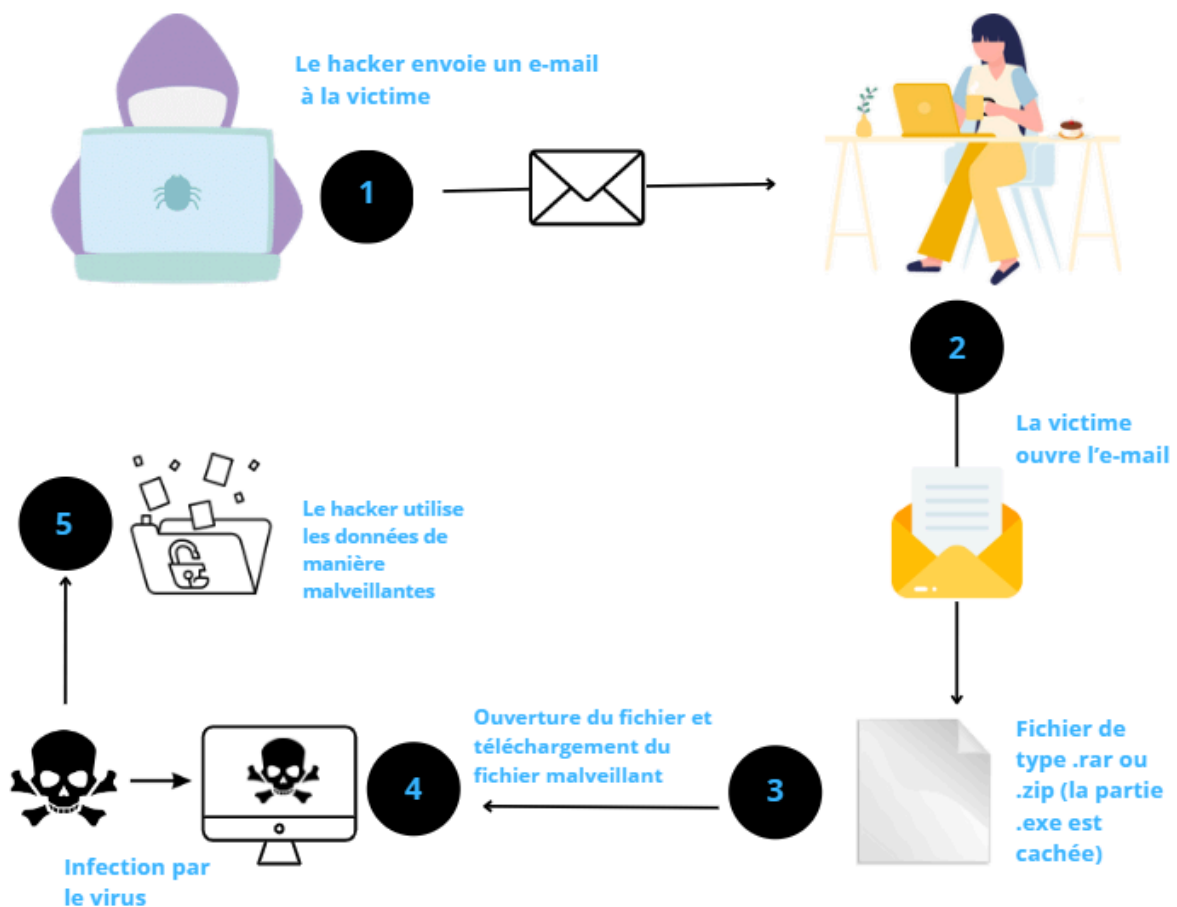 Le hacker envoie un e-mail
à la victime
1
2
La victime
ouvre l'e-mail
Fichier de
type .rar ou
.zip (la partie
.exe est
cachée)
3
Ouverture du fichier et
téléchargement du
fichier malveillant
4
Infection par
le virus
5
Le hacker utilise
les données de
manière
malveillantes